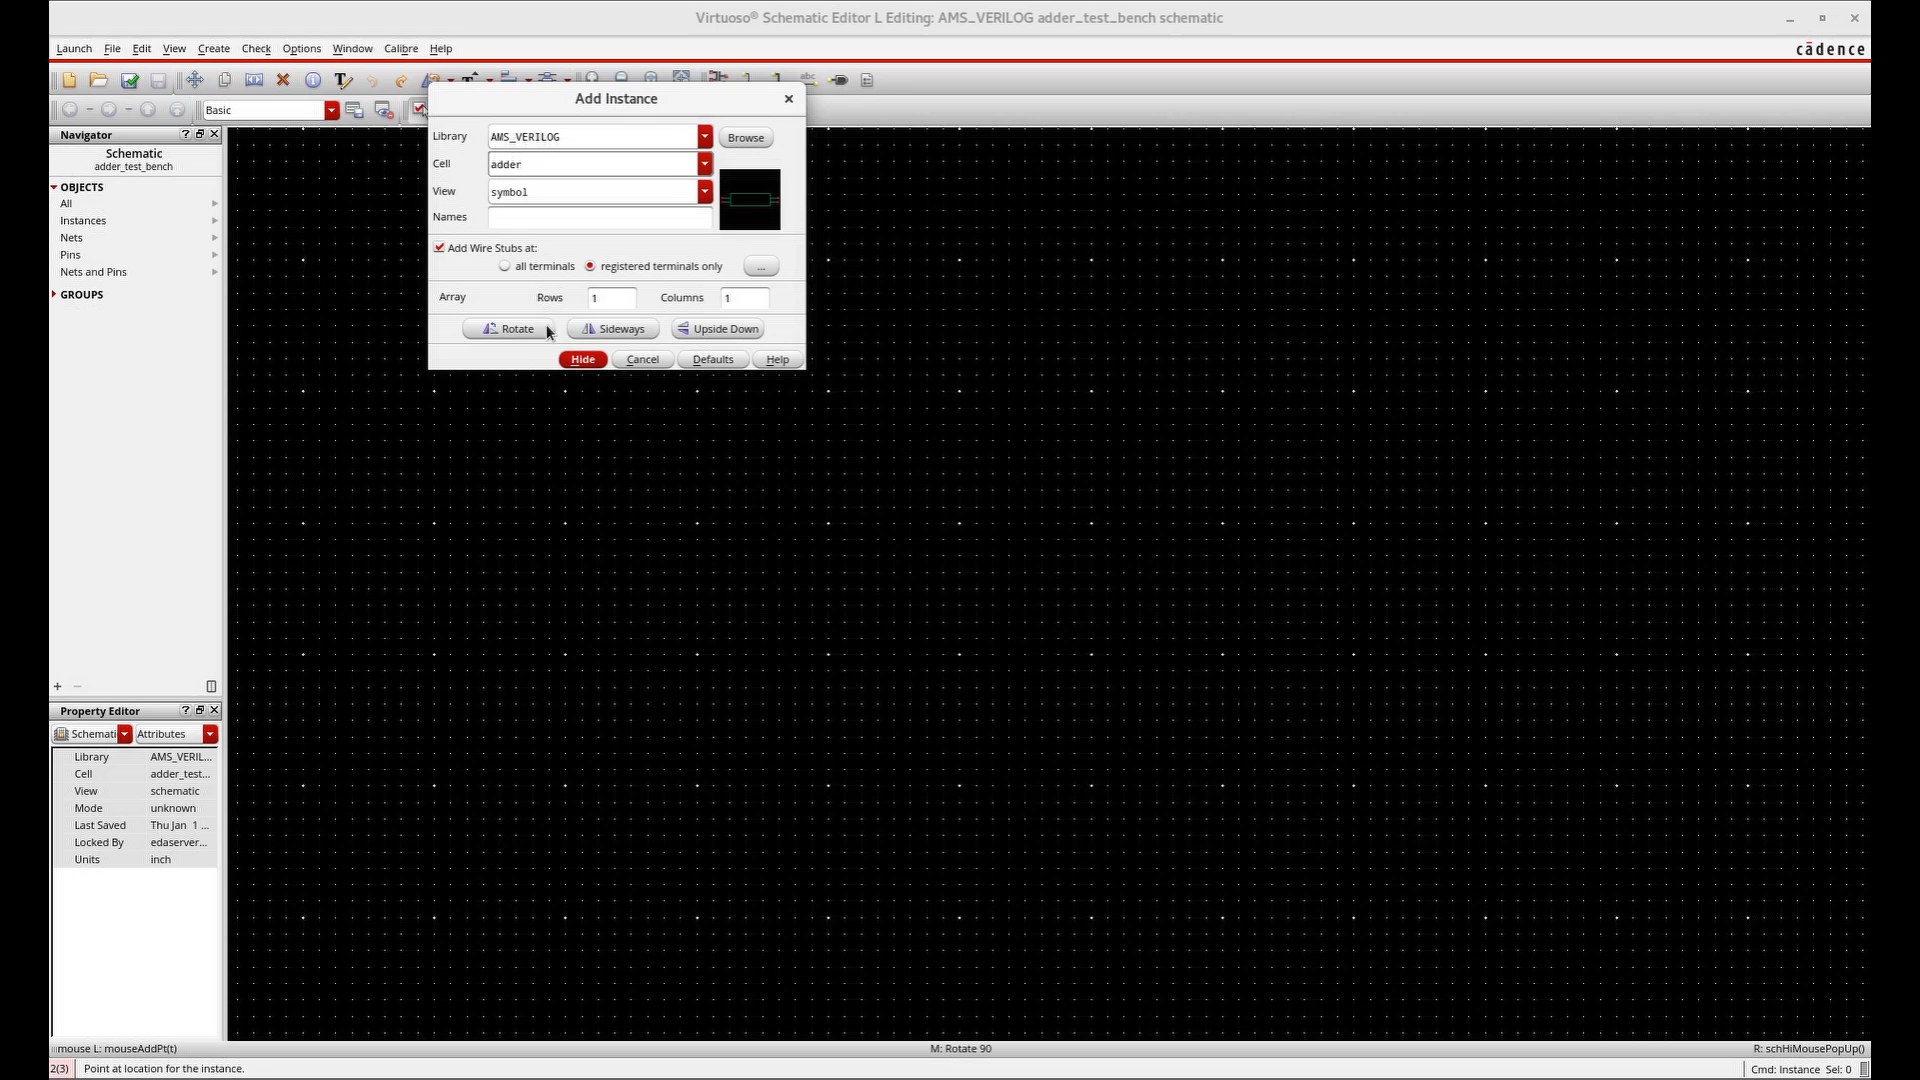 Virtuoso® Schematic Editor L Editing: AMS_VERILOG adder_test_bench schematic
Launch File Edit View Create Check Options Window Calibre Help
cādence
abc
Basic
Navigator
Schematic
adder_test_bench
OBJECTS
All
Instances
Nets
Pins
Nets and Pins
GROUPS
Add Instance
Library AMS_VERILOG Browse
Cell adder
View symbol
Names
Add Wire Stubs at:
all terminals registered terminals only ...
Array Rows 1 Columns 1
Rotate Sideways Upside Down
Hide Cancel Defaults Help
Property Editor
Schemati Attributes
Library AMS_VERIL...
Cell adder_test...
View schematic
Mode unknown
Last Saved Thu Jan 1 ...
Locked By edaserver...
Units inch
mouse L: mouseAddPt(t) M: Rotate 90 R: schHiMousePopUp()
2(3) Point at location for the instance. Cmd: Instance Sel: 0